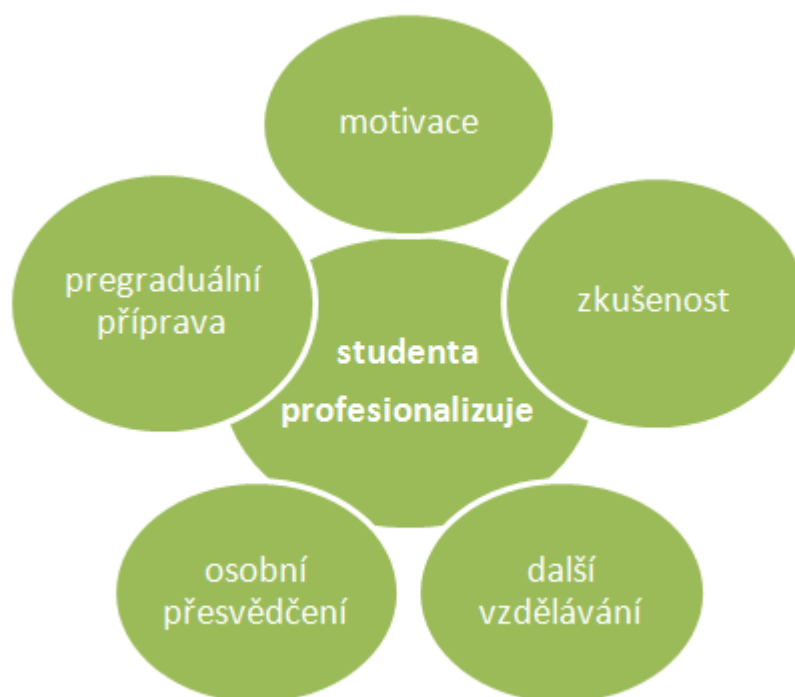 motivace
pregraduální
příprava
zkušenost
studenta
profesionalizuje
osobní
přesvědčení
další
vzdělávání